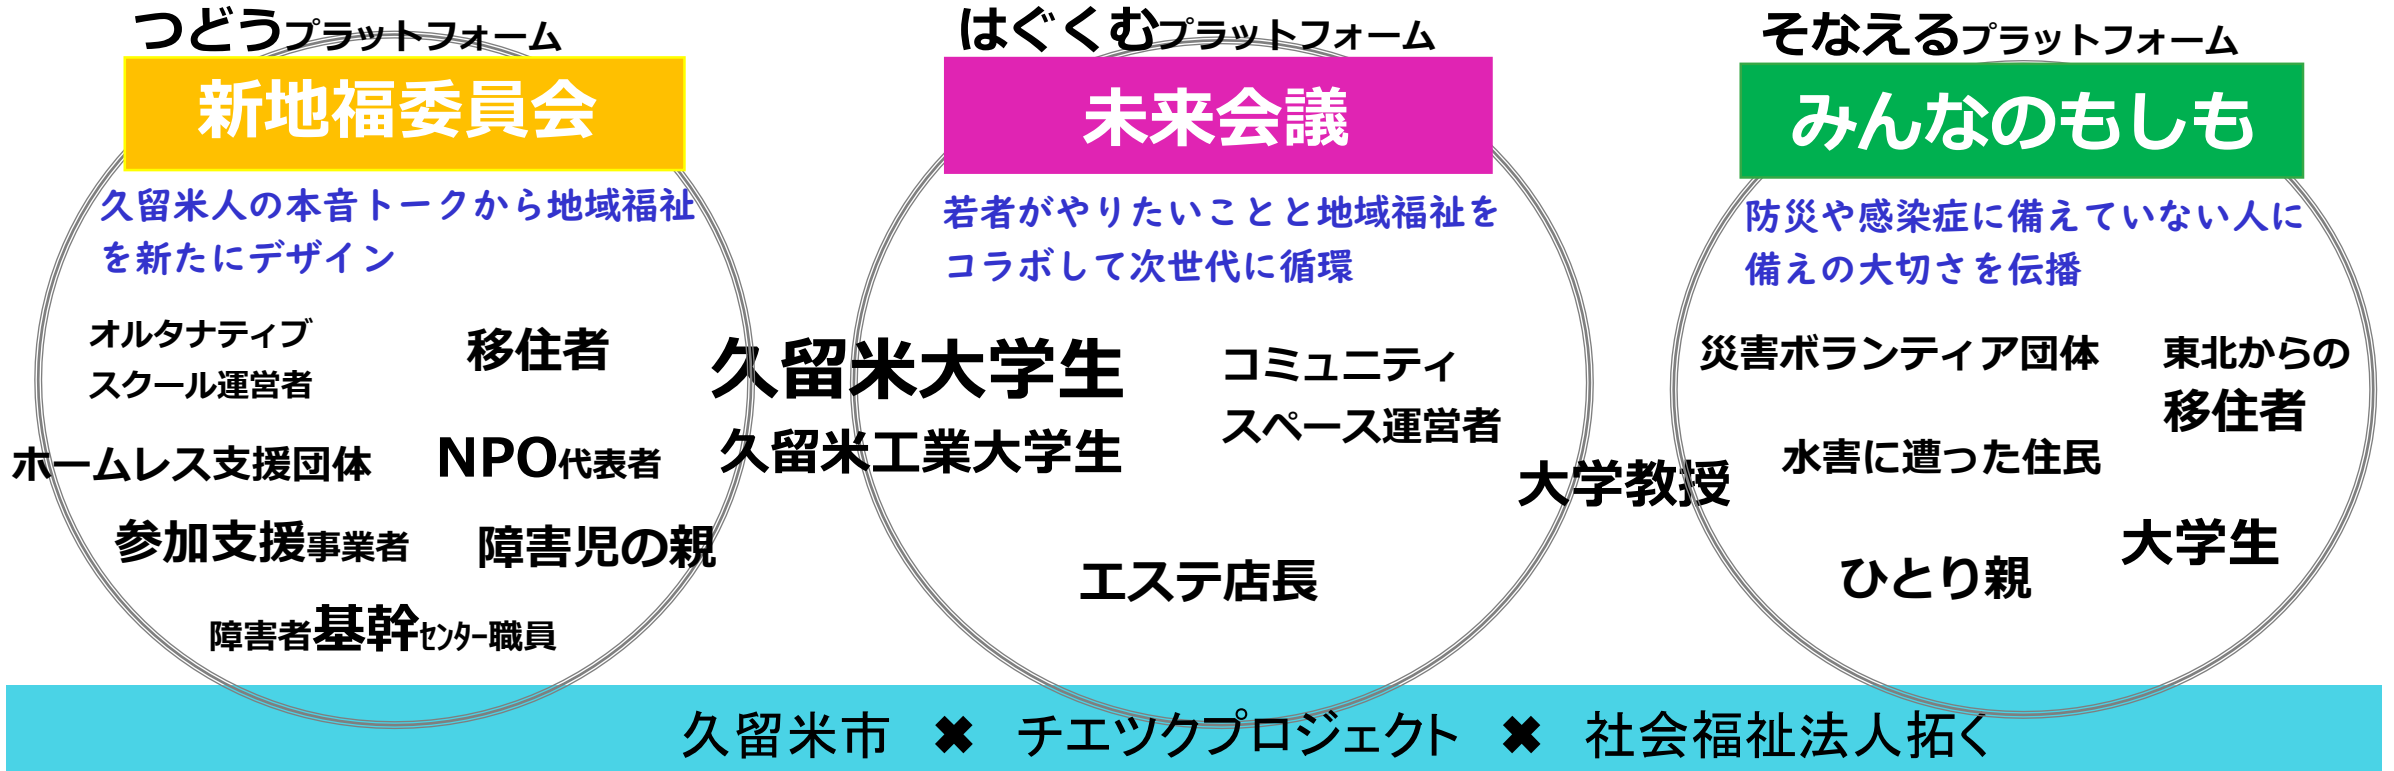 つどうプラットフォーム
新地福委員会
久留米人の本音トークから地域福祉
を新たにデザイン
オルタナティブ
スクール運営者
移住者
ホームレス支援団体
NPO代表者
参加支援事業者
障害児の親
障害者基幹センター職員
はぐくむプラットフォーム
未来会議
若者がやりたいことと地域福祉を
コラボして次世代に循環
久留米大学生
久留米工業大学生
コミュニティ
スペース運営者
エステ店長
大学教授
そなえるプラットフォーム
みんなのもしも
防災や感染症に備えていない人に
備えの大切さを伝播
災害ボランティア団体
東北からの
移住者
水害に遭った住民
大学生
ひとり親
久留米市 ✖ チエツクプロジェクト ✖ 社会福祉法人拓く